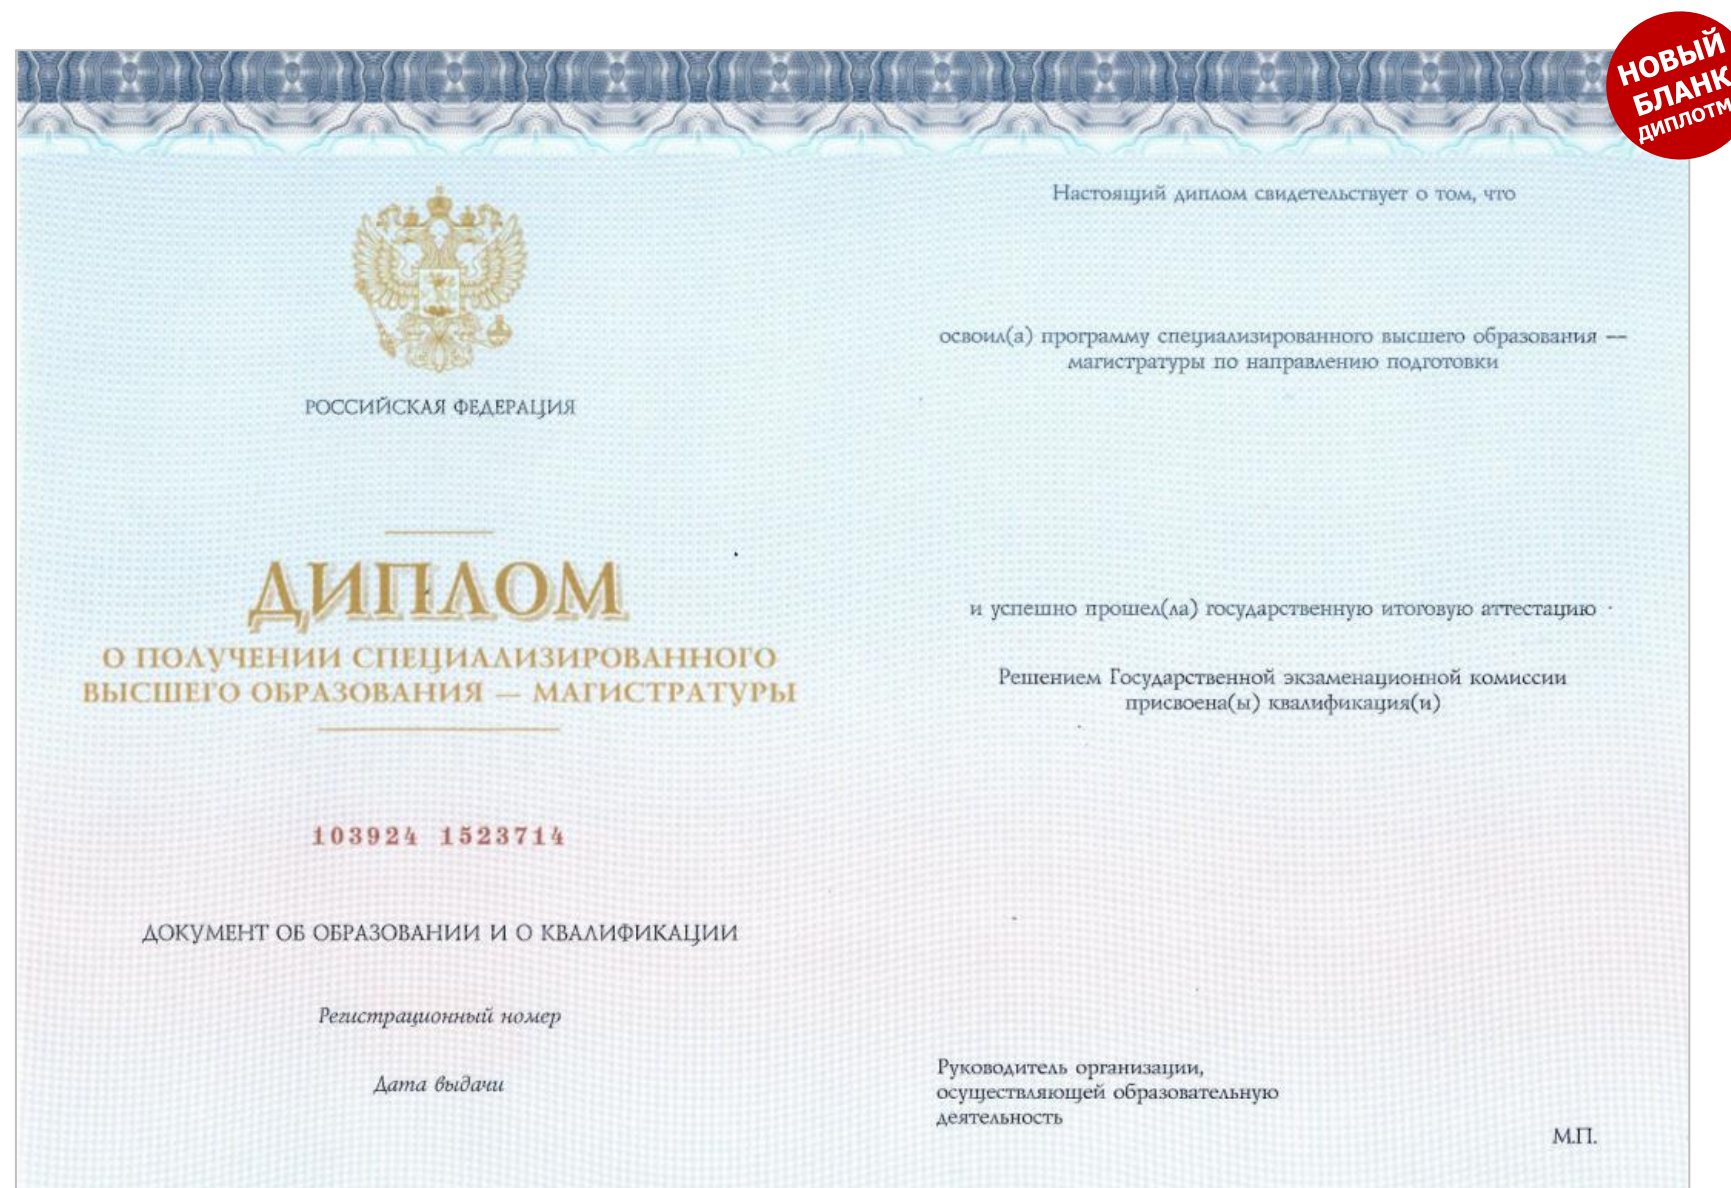 НОВЫЙ
БЛАНК
ДИПЛОТМ
РОССИЙСКАЯ ФЕДЕРАЦИЯ
ДИПЛОМ
О ПОЛУЧЕНИИ СПЕЦИАЛИЗИРОВАННОГО
ВЫСШЕГО ОБРАЗОВАНИЯ — МАГИСТРАТУРЫ
103924 1523714
ДОКУМЕНТ ОБ ОБРАЗОВАНИИ И О КВАЛИФИКАЦИИ
Регистрационный номер
Дата выдачи
Настоящий диплом свидетельствует о том, что
освоил(а) программу специализированного высшего образования —
магистратуры по направлению подготовки
и успешно прошел(ла) государственную итоговую аттестацию
Решением Государственной экзаменационной комиссии
присвоена(ы) квалификация(и)
Руководитель организации,
осуществляющей образовательную
деятельность
М.П.